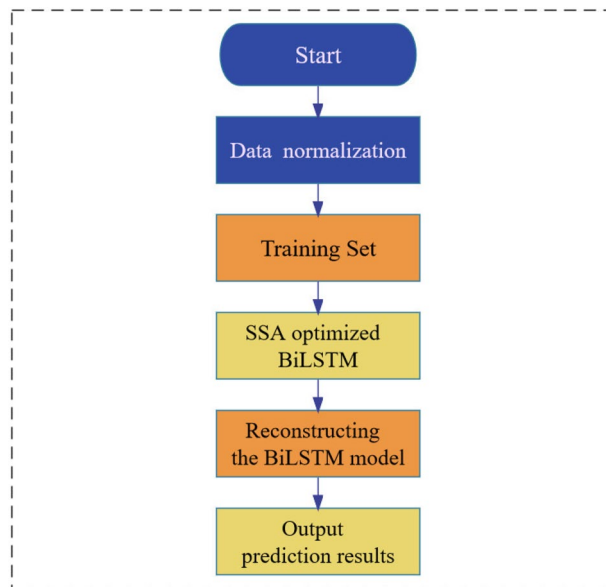 Start
Data normalization
Training Set
SSA optimized
BiLSTM
Reconstructing
the BiLSTM model
Output
prediction results